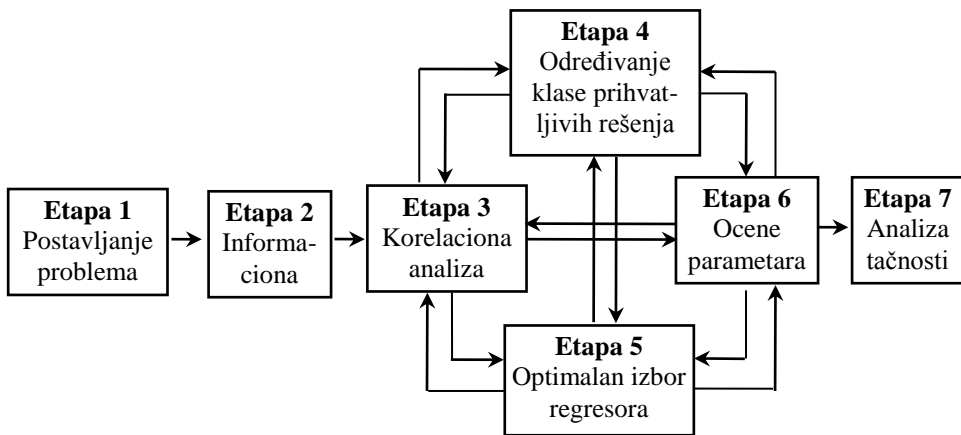 Etapa 4
Određivanje
klase prihvat-
ljivih rešenja
Etapa 1
Postavljanje
problema
Etapa 2
Informa-
ciona
Etapa 3
Korelaciona
analiza
Etapa 6
Ocene
parametara
Etapa 7
Analiza
tačnosti
Etapa 5
Optimalan izbor
regresora